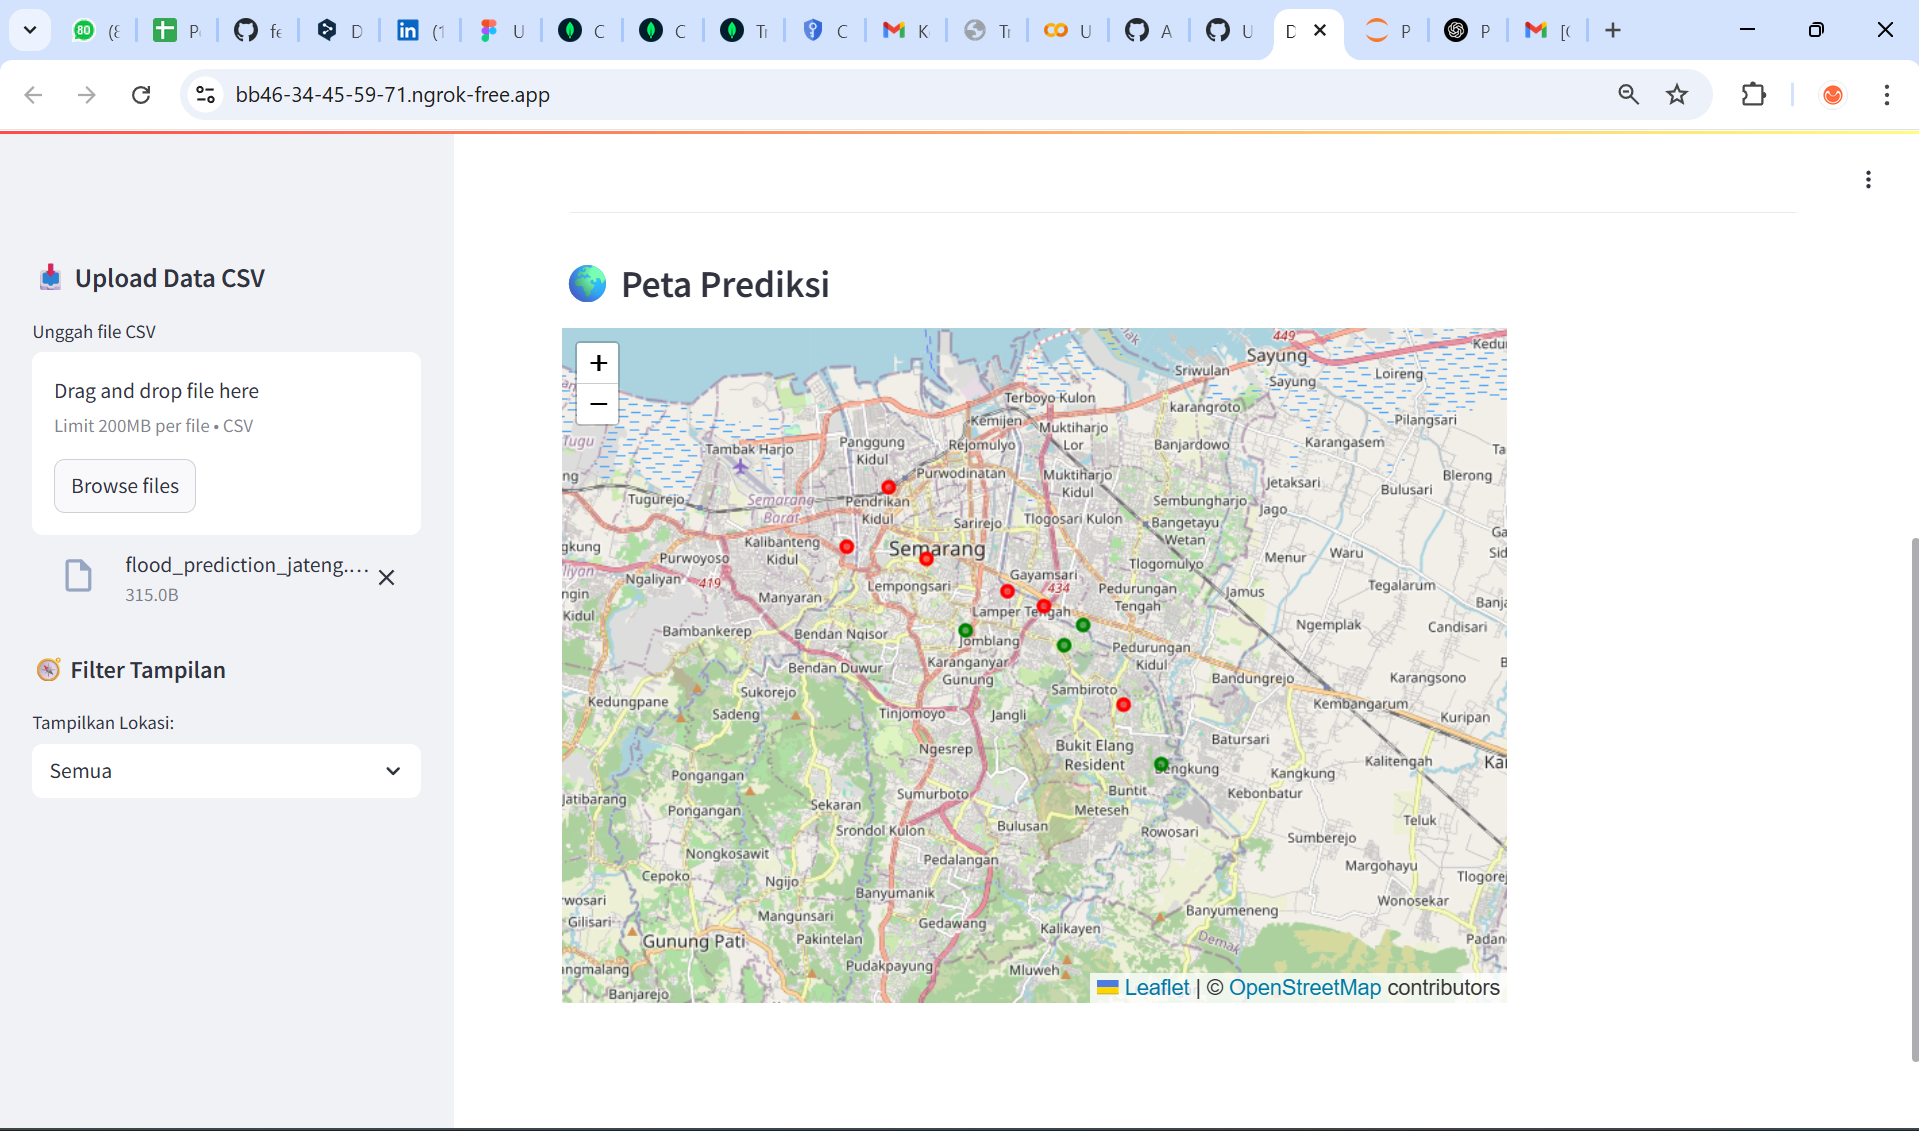 80
bb46-34-45-59-71.ngrok-free.app
Upload Data CSV
Unggah file CSV
Drag and drop file here
Limit 200MB per file • CSV
Browse files
flood_prediction_jateng....
315.0B
Filter Tampilan
Tampilkan Lokasi:
Semua
Peta Prediksi
+
−
449
Sayung
Sriwulan
Loireng
Sayung
Terboyo Kulon
karangroto
Kemijen
Muktiharjo
Lor
Pilangsari
Panggung
Kidul
Rejomulyo
Banjardowo
Karangasem
Tugu
Tambak Harjo
Purwodinatan
Muktiharjo
Kidul
Jetaksari
Blerong
Bulusari
Tugurejo
Semarang
Barat
Pendrikan
Kidul
Sembungharjo
Jago
Sarirejo
Tlogosari Kulon
Bangetayu
Wetan
Kalibanteng
Kidul
Semarang
Purwoyoso
Menur
Waru
Ngaliyan
419
Lempongsari
Gayamsari
434
Tlogomulyo
Tegalarum
Manyaran
Pedurungan
Tengah
Jamus
Lamper Tengah
Bambankerep
Bendan Ngisor
Jomblang
Ngemplak
Candisari
Bendan Duwur
Karanganyar
Gunung
Pedurungan
Kidul
Bandungrejo
Karangsono
Kedungpane
Sukorejo
Sambiroto
Kembangarum
Sadeng
Tinjomoyo
Jangli
Kuripan
Ngesrep
Bukit Elang
Resident
Batursari
Kalitengah
Pongangan
Bengkung
Kangkung
Jatibarang
Sumurboto
Buntit
Kebonbatur
Pongangan
Sekaran
Meteseh
Srondol Kulon
Bulusan
Rowosari
Teluk
Sumberejo
Nongkosawit
Pedalangan
Margohayu
Cepoko
Ngijo
Banyumanik
Wonosekar
Gilisari
Mangunsari
Gedawang
Banyumeneng
Kalikayen
Gunung Pati
Pakintelan
Demak
Pudakpayung
Mluweh
Banjarejo
Leaflet | © OpenStreetMap contributors